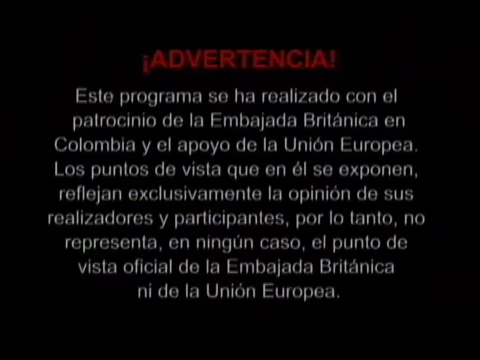 ¡ADVERTENCIA!
Este programa se ha realizado con el
patrocinio de la Embajada Británica en
Colombia y el apoyo de la Unión Europea.
Los puntos de vista que en él se exponen,
reflejan exclusivamente la opinión de sus
realizadores y participantes, por lo tanto, no
representa, en ningún caso, el punto de
vista oficial de la Embajada Británica
ni de la Unión Europea.